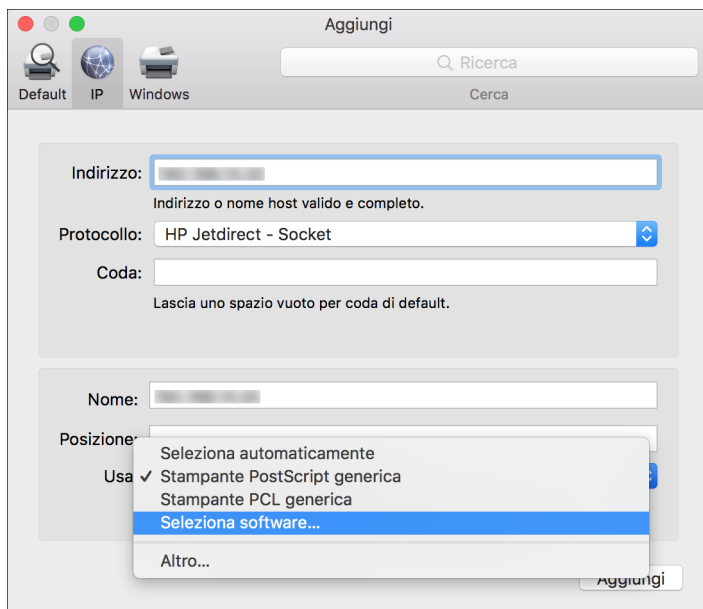 Aggiungi
Default IP Windows
Ricerca
Cerca
Indirizzo:
Indirizzo o nome host valido e completo.
Protocollo: HP Jetdirect - Socket
Coda:
Lascia uno spazio vuoto per coda di default.
Nome:
Posizione:
Seleziona automaticamente
Usa ✓ Stampante PostScript generica
Stampante PCL generica
Seleziona software...
Altro...
Aggiungi